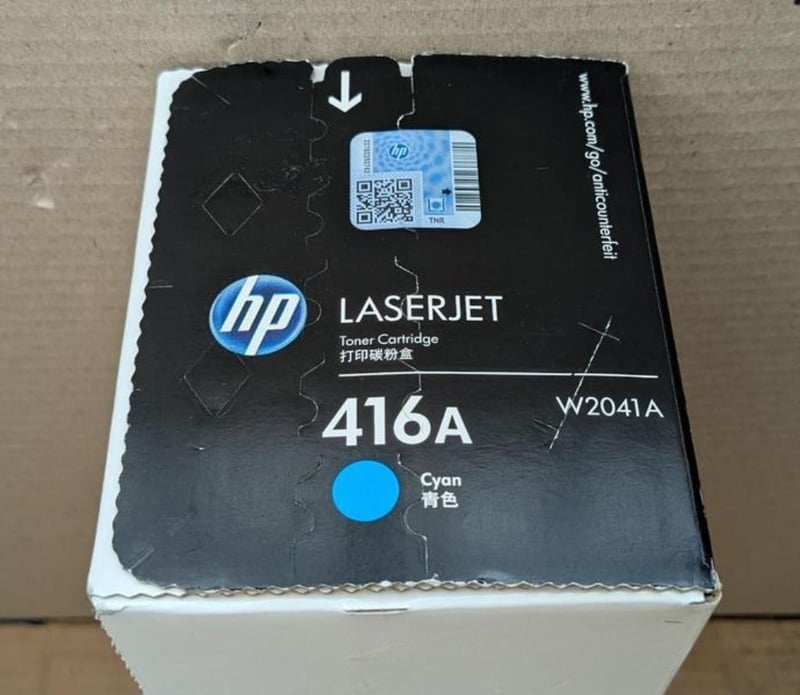 www.hp.com/go/anticounterfeit
hp
TNR
hp
LASERJET
Toner Cartridge
打印碳粉盒
416A
W2041A
Cyan
青色